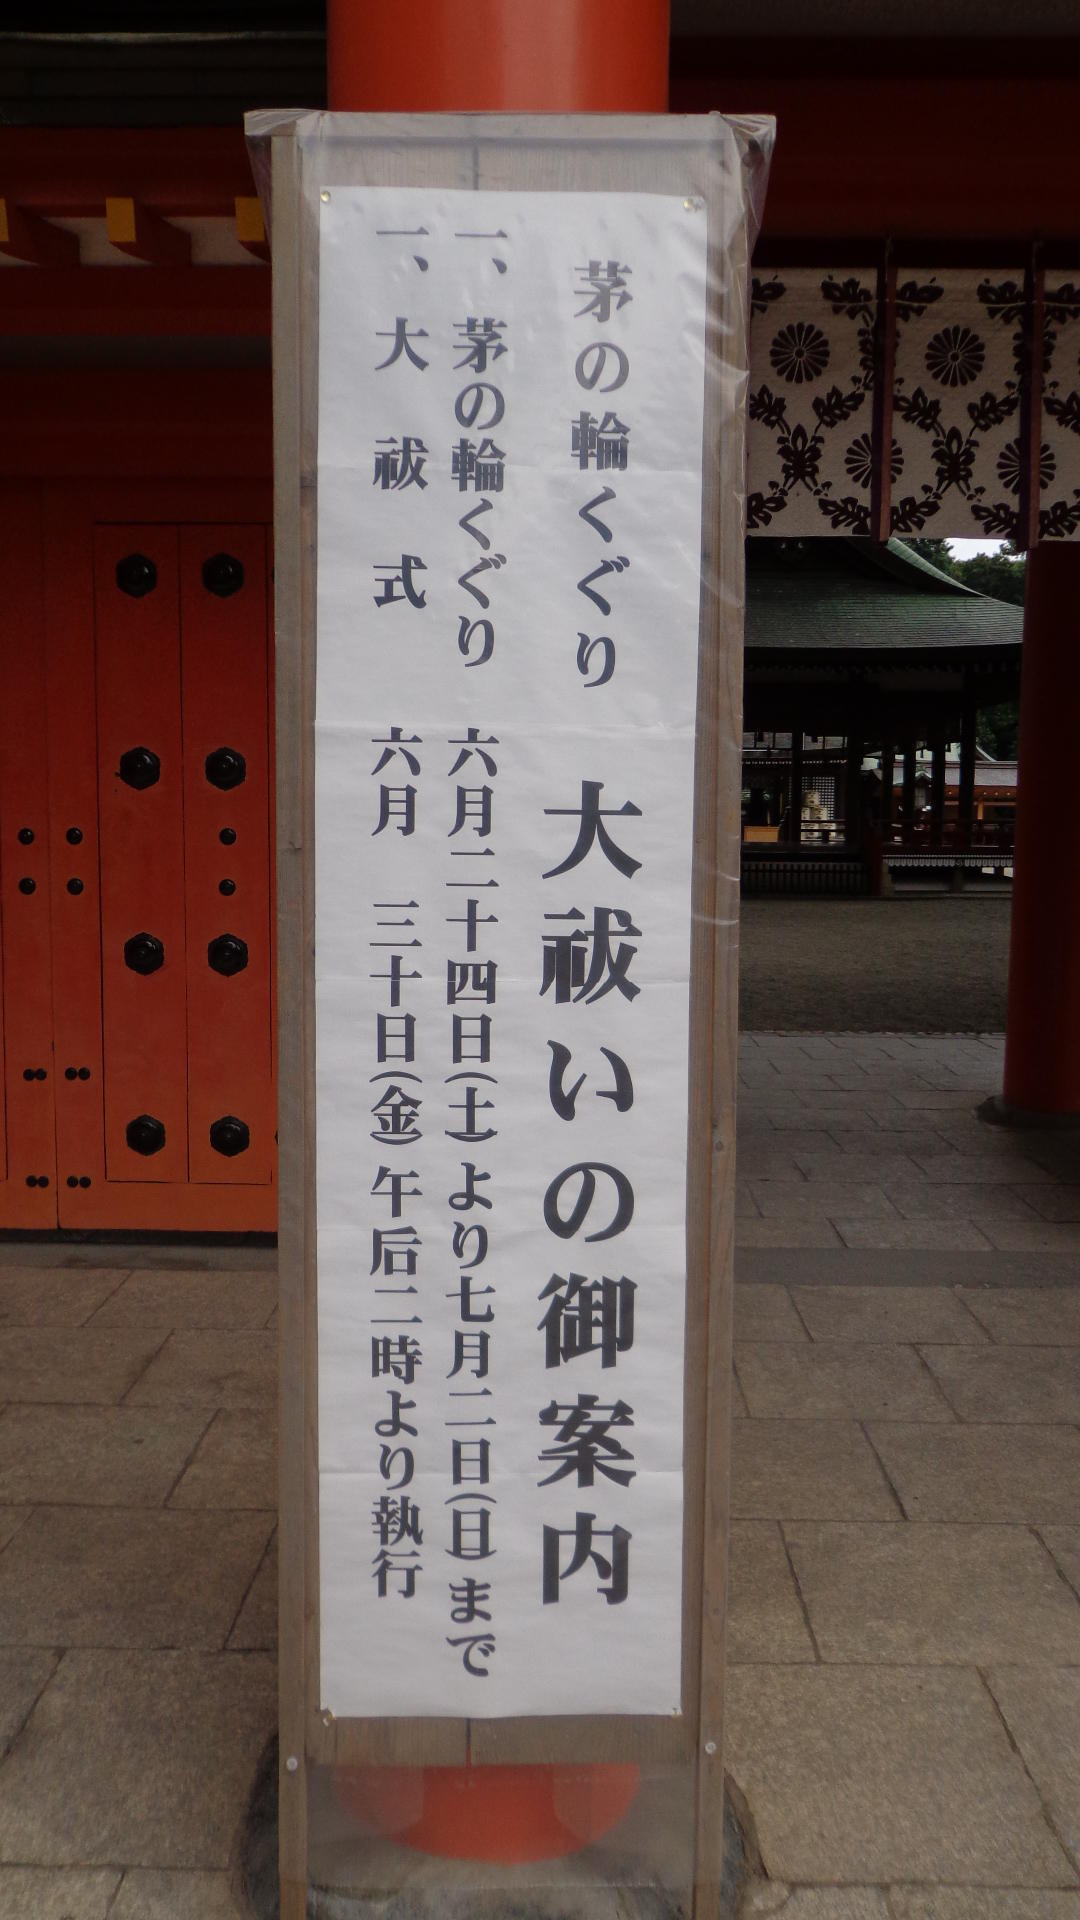 茅の輪くぐり 大祓いの御案内
一、茅の輪くぐり 六月二十四日(土)より七月二日(日)まで
一、大祓式 六月 三十日(金)午后二時より執行